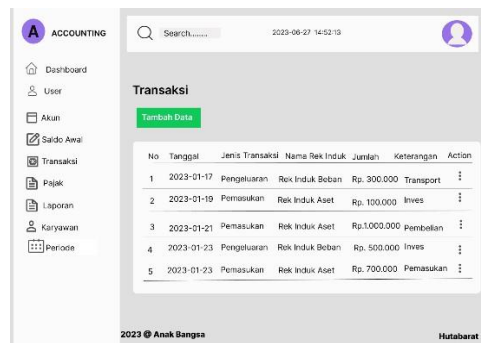 A ACCOUNTING
Search........ 2023-06-27 14:52:13
Dashboard
User
Akun
Saldo Awal
Transaksi
Pajak
Laporan
Karyawan
Periode
Transaksi
Tambah Data
No Tanggal Jenis Transaksi Nama Rek Induk Jumlah Keterangan Action
1 2023-01-17 Pengeluaran Rek Induk Beban Rp. 300.000 Transport
2 2023-01-19 Pemasukan Rek Induk Aset Rp. 100.000 Inves
3 2023-01-21 Pemasukan Rek Induk Aset Rp.1.000.000 Pembelian
4 2023-01-23 Pengeluaran Rek Induk Beban Rp. 500.000 Inves
5 2023-01-23 Pemasukan Rek Induk Aset Rp. 700.000 Pemasukan
2023 @ Anak Bangsa Hutabarat